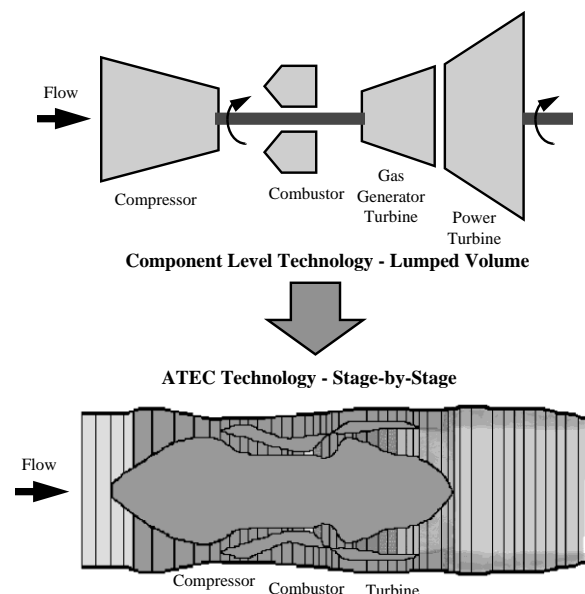 Flow
Compressor
Combustor
Gas
Generator
Turbine
Power
Turbine
Component Level Technology - Lumped Volume
ATEC Technology - Stage-by-Stage
Flow
Compressor
Combustor
Turbine